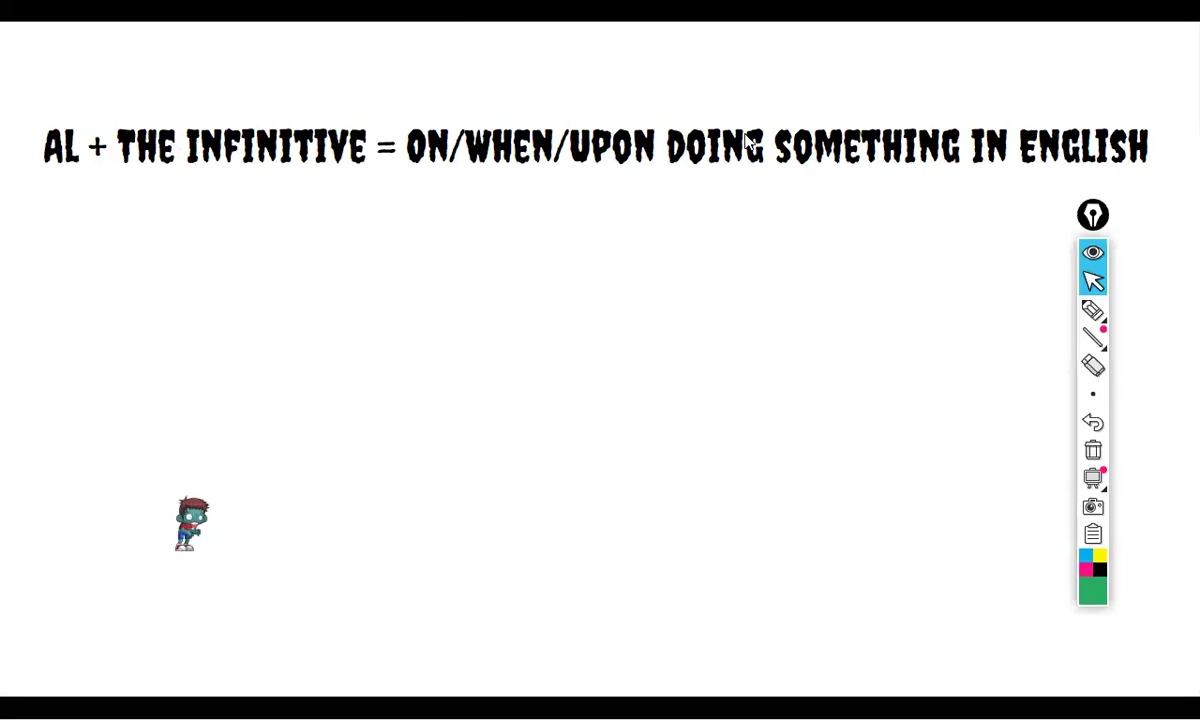 AL + THE INFINITIVE = ON/WHEN/UPON DOING SOMETHING IN ENGLISH